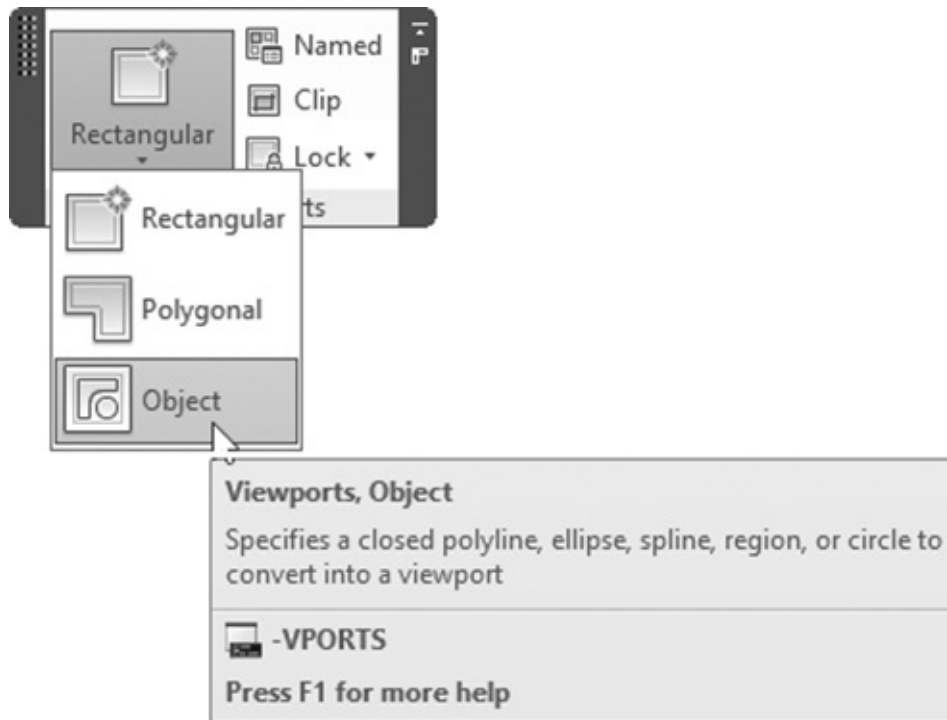 Named
Clip
Rectangular
Lock
ts
Rectangular
Polygonal
Object
Viewports, Object
Specifies a closed polyline, ellipse, spline, region, or circle to
convert into a viewport
-VPORTS
Press F1 for more help